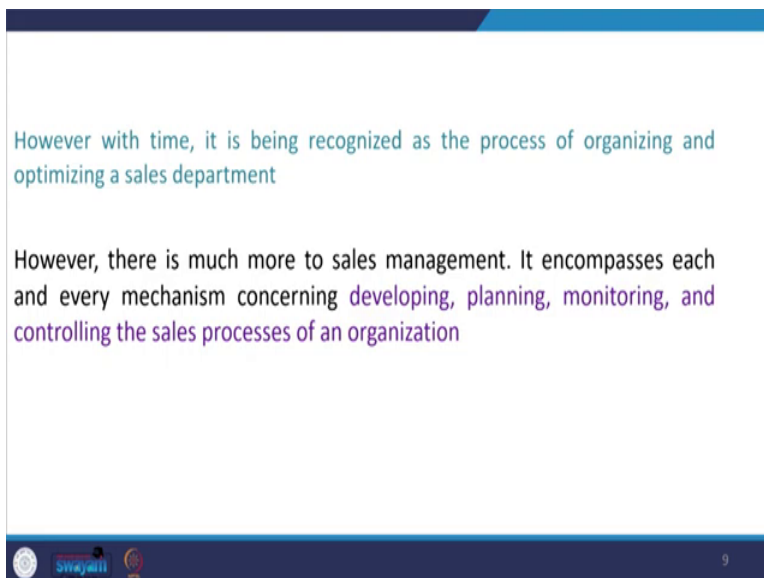 However with time, it is being recognized as the process of organizing and
optimizing a sales department
However, there is much more to sales management. It encompasses each
and every mechanism concerning developing, planning, monitoring, and
controlling the sales processes of an organization
swayam
9